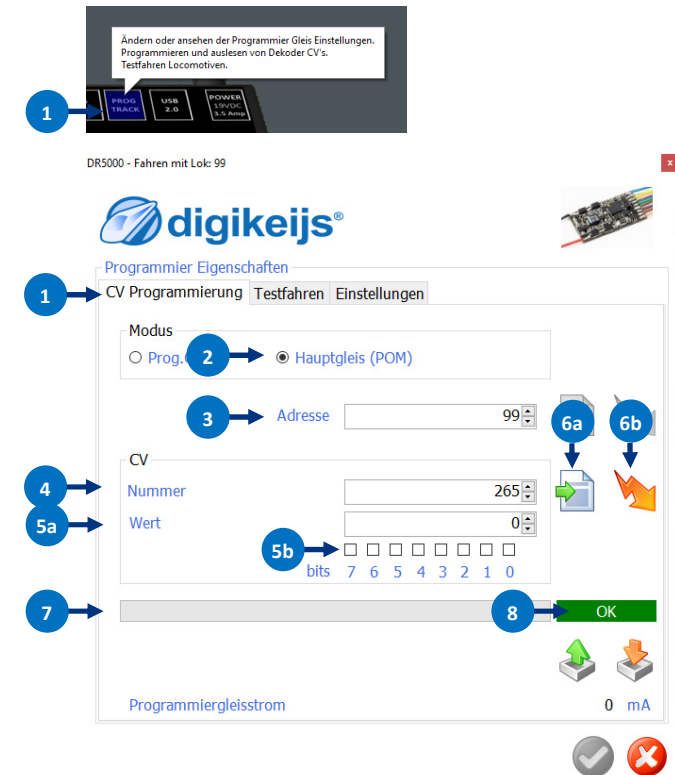 Ändern oder ansehen der Programmier Gleis Einstellungen.
Programmieren und auslesen von Dekoder CV's.
Testfahren Locomotiven.
1
PROG TRACK
USB 2.0
POWER 19VDC 3.5 Amp
DR5000 - Fahren mit Lok: 99
x
digikeijs®
Programmier Eigenschaften
1
CV Programmierung Testfahren Einstellungen
Modus
Prog. 2 Hauptgleis (POM)
3 Adresse 99
6a 6b
CV
4 Nummer 265
5a Wert 0
5b
bits 7 6 5 4 3 2 1 0
7 8 OK
Programmiergleisstrom 0 mA